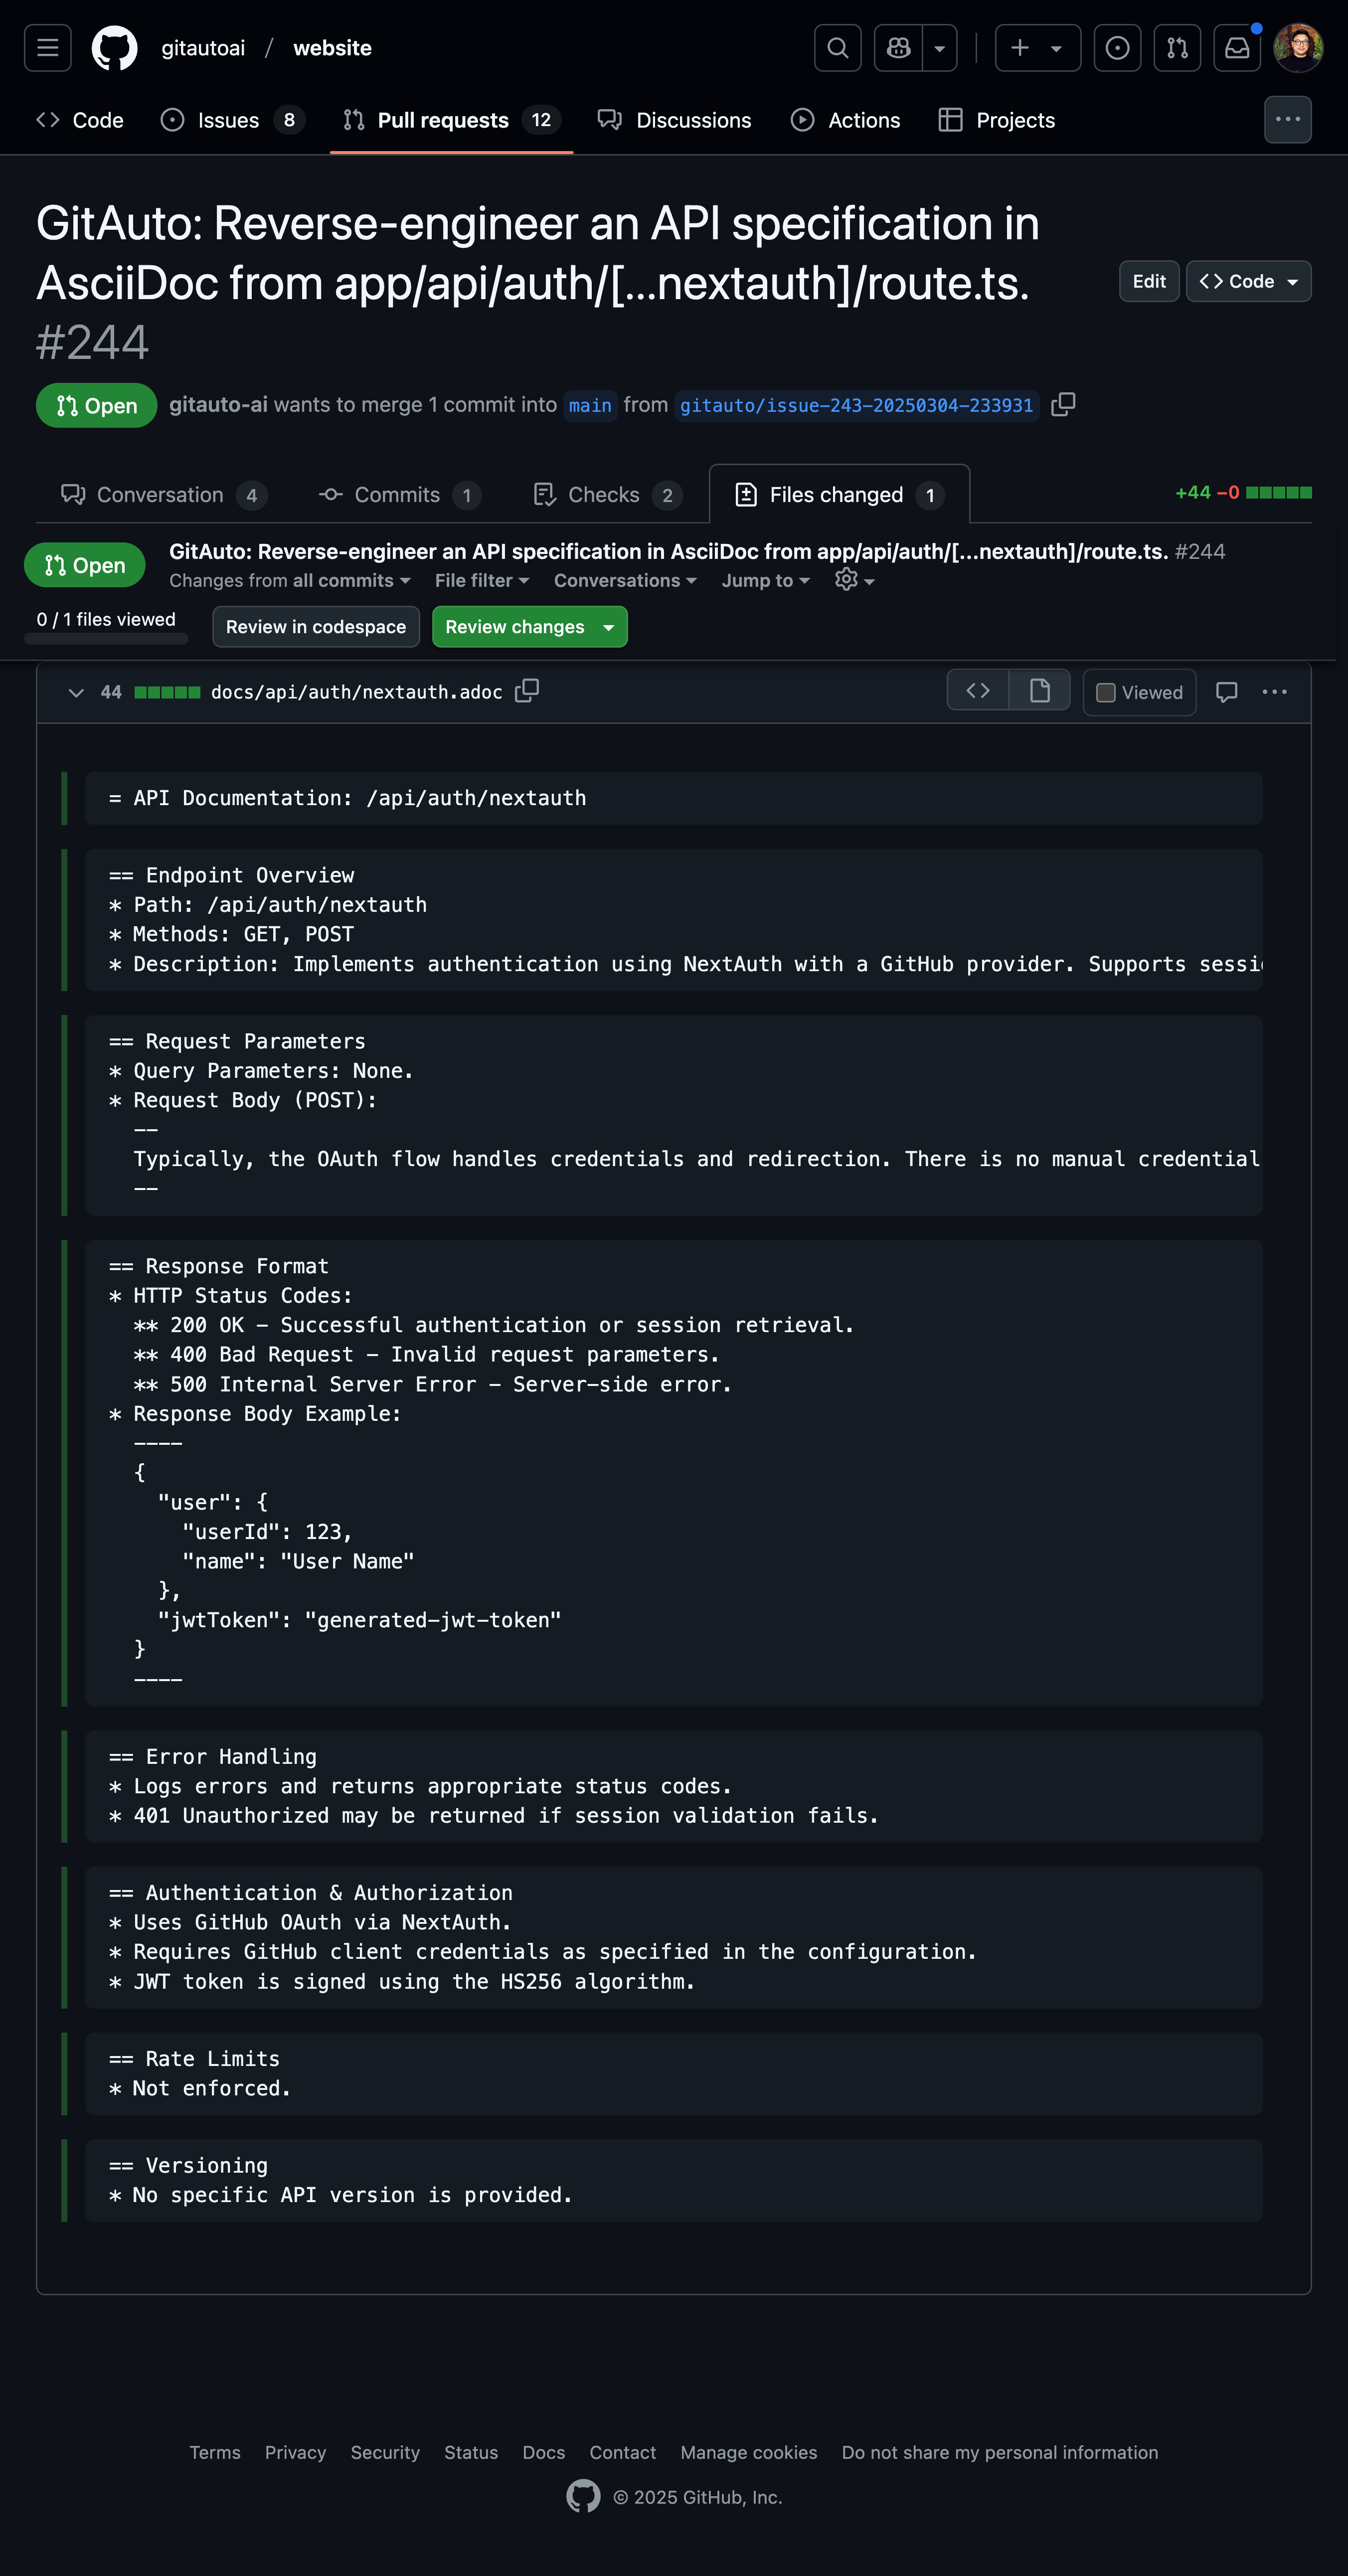 gitautoai / website
Code Issues 8 Pull requests 12 Discussions Actions Projects
GitAuto: Reverse-engineer an API specification in
AsciiDoc from app/api/auth/[...nextauth]/route.ts.
#244
Edit Code
Open gitauto-ai wants to merge 1 commit into main from gitauto/issue-243-20250304-233931
Conversation 4 Commits 1 Checks 2 Files changed 1 +44 −0
Open GitAuto: Reverse-engineer an API specification in AsciiDoc from app/api/auth/[...nextauth]/route.ts. #244
Changes from all commits File filter Conversations Jump to
0 / 1 files viewed Review in codespace Review changes
44 docs/api/auth/nextauth.adoc Viewed
= API Documentation: /api/auth/nextauth
== Endpoint Overview
* Path: /api/auth/nextauth
* Methods: GET, POST
* Description: Implements authentication using NextAuth with a GitHub provider. Supports sessi
== Request Parameters
* Query Parameters: None.
* Request Body (POST):
--
Typically, the OAuth flow handles credentials and redirection. There is no manual credential
--
== Response Format
* HTTP Status Codes:
** 200 OK - Successful authentication or session retrieval.
** 400 Bad Request - Invalid request parameters.
** 500 Internal Server Error - Server-side error.
* Response Body Example:
----
{
"user": {
"userId": 123,
"name": "User Name"
},
"jwtToken": "generated-jwt-token"
}
----
== Error Handling
* Logs errors and returns appropriate status codes.
* 401 Unauthorized may be returned if session validation fails.
== Authentication & Authorization
* Uses GitHub OAuth via NextAuth.
* Requires GitHub client credentials as specified in the configuration.
* JWT token is signed using the HS256 algorithm.
== Rate Limits
* Not enforced.
== Versioning
* No specific API version is provided.
Terms Privacy Security Status Docs Contact Manage cookies Do not share my personal information
© 2025 GitHub, Inc.